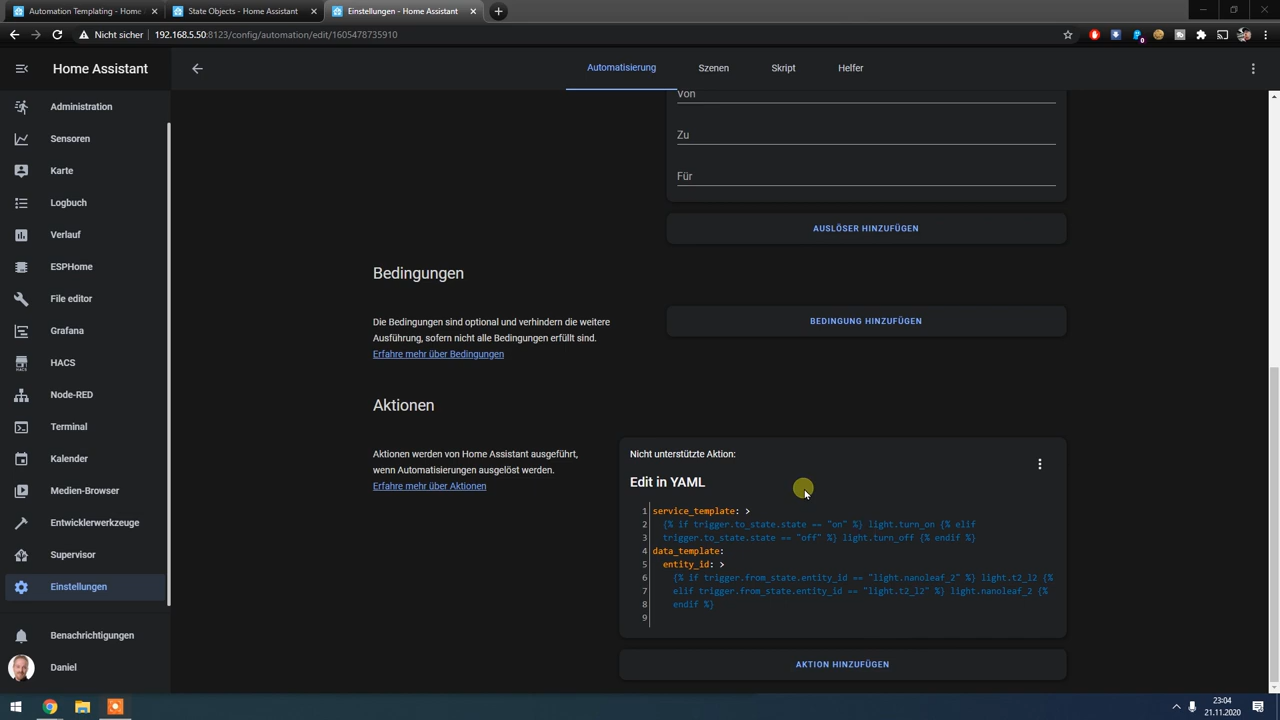 Automation Templating - Home
State Objects - Home Assistant
Einstellungen - Home Assistant
Nicht sicher
192.168.5.50:8123/config/automation/edit/1605478735910
0
Home Assistant
Automatisierung
Szenen
Skript
Helfer
Administration
Sensoren
Karte
Logbuch
Verlauf
ESPHome
File editor
Grafana
HACS
HACS
Node-RED
Terminal
Kalender
Medien-Browser
Entwicklerwerkzeuge
Supervisor
Einstellungen
Benachrichtigungen
Daniel
Von
Zu
Für
AUSLÖSER HINZUFÜGEN
Bedingungen
Die Bedingungen sind optional und verhindern die weitere
Ausführung, sofern nicht alle Bedingungen erfüllt sind.
Erfahre mehr über Bedingungen
BEDINGUNG HINZUFÜGEN
Aktionen
Aktionen werden von Home Assistant ausgeführt,
wenn Automatisierungen ausgelöst werden.
Erfahre mehr über Aktionen
Nicht unterstützte Aktion:
Edit in YAML
1 service_template: >
2 {% if trigger.to_state.state == "on" %} light.turn_on {% elif
3 trigger.to_state.state == "off" %} light.turn_off {% endif %}
4 data_template:
5 entity_id: >
6 {% if trigger.from_state.entity_id == "light.nanoleaf_2" %} light.t2_l2 {%
7 elif trigger.from_state.entity_id == "light.t2_l2" %} light.nanoleaf_2 {%
8 endif %}
9
AKTION HINZUFÜGEN
23:04
21.11.2020